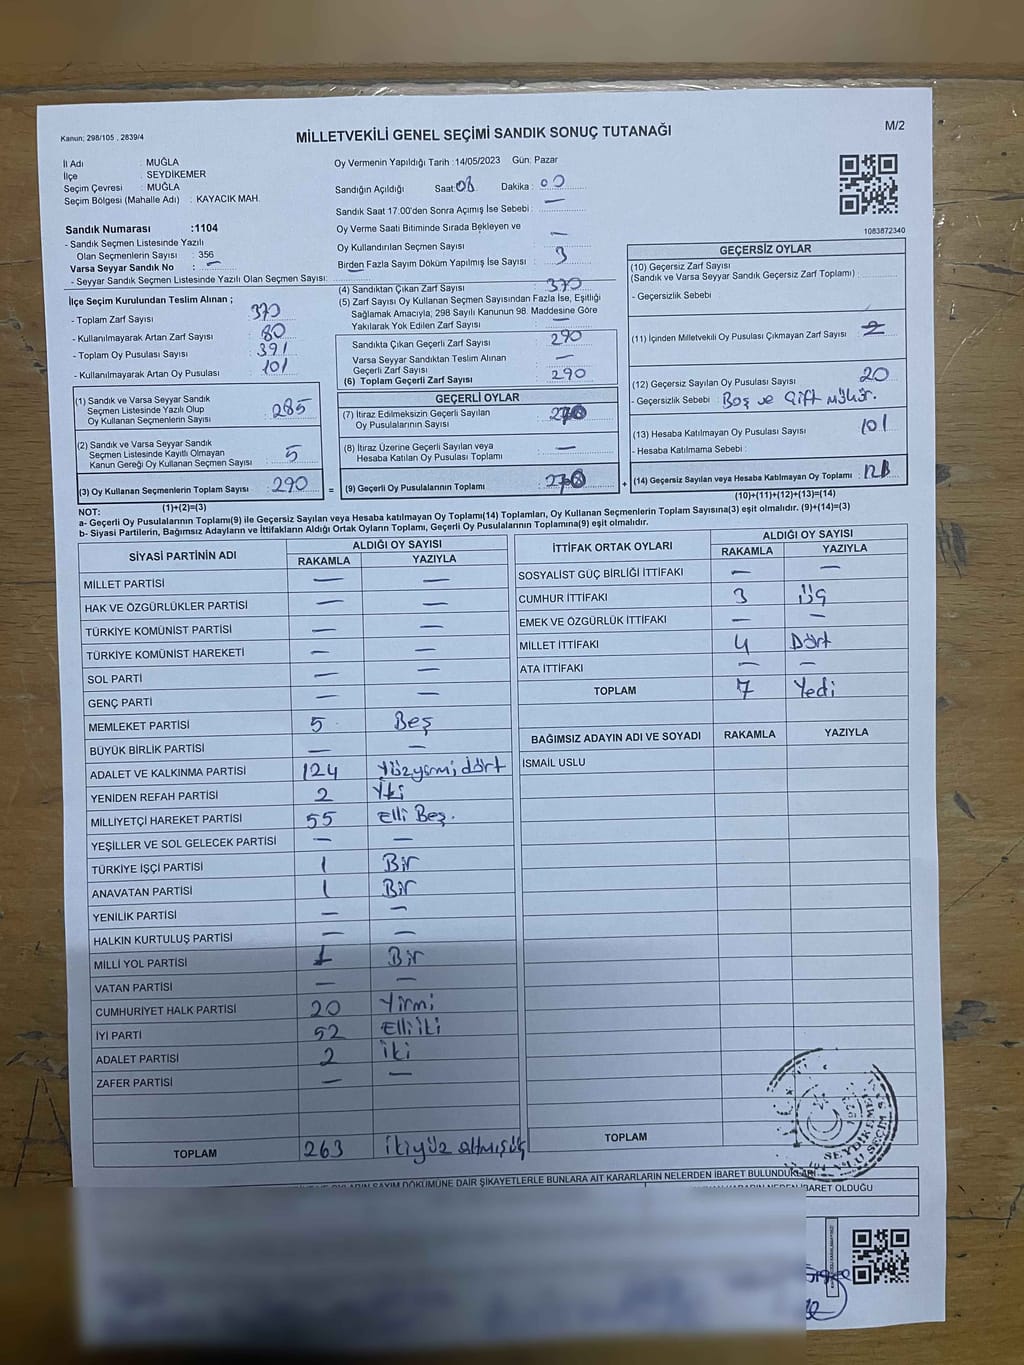 Kanun: 298/105 , 2839/4
MİLLETVEKİLİ GENEL SEÇİMİ SANDIK SONUÇ TUTANAĞI
M/2
İl Adı : MUĞLA
İlçe : SEYDİKEMER
Seçim Çevresi : MUĞLA
Seçim Bölgesi (Mahalle Adı) : KAYACIK MAH.
Oy Vermenin Yapıldığı Tarih :14/05/2023 Gün: Pazar
Sandığın Açıldığı Saat: 08 Dakika : 00
Sandık Saat 17:00'den Sonra Açımış İse Sebebi : —
Oy Verme Saati Bitiminde Sırada Bekleyen ve
Oy Kullandırılan Seçmen Sayısı —
Birden Fazla Sayım Döküm Yapılmış İse Sayısı : 3
1083872340
Sandık Numarası :1104
- Sandık Seçmen Listesinde Yazılı
Olan Seçmenlerin Sayısı : 356
Varsa Seyyar Sandık No : —
- Seyyar Sandık Seçmen Listesinde Yazılı Olan Seçmen Sayısı:
İlçe Seçim Kurulundan Teslim Alınan ;
- Toplam Zarf Sayısı 370
- Kullanılmayarak Artan Zarf Sayısı : 80
- Toplam Oy Pusulası Sayısı : 391
- Kullanılmayarak Artan Oy Pusulası : 101
(1) Sandık ve Varsa Seyyar Sandık
Seçmen Listesinde Yazılı Olup
Oy Kullanan Seçmenlerin Sayısı : 285
(2) Sandık ve Varsa Seyyar Sandık
Seçmen Listesinde Kayıtlı Olmayan
Kanun Gereği Oy Kullanan Seçmen Sayısı : 5
(3) Oy Kullanan Seçmenlerin Toplam Sayısı : 290
(1)+(2)=(3)
(4) Sandıktan Çıkan Zarf Sayısı : 370
(5) Zarf Sayısı Oy Kullanan Seçmen Sayısından Fazla İse, Eşitliği
Sağlamak Amacıyla; 298 Sayılı Kanunun 98. Maddesine Göre
Yakılarak Yok Edilen Zarf Sayısı : —
Sandıkta Çıkan Geçerli Zarf Sayısı : 290
Varsa Seyyar Sandıktan Teslim Alınan
Geçerli Zarf Sayısı : —
(6) Toplam Geçerli Zarf Sayısı : 290
GEÇERLİ OYLAR
(7) İtiraz Edilmeksizin Geçerli Sayılan
Oy Pusulalarının Sayısı :
(8) İtiraz Üzerine Geçerli Sayılan veya
Hesaba Katılan Oy Pusulası Toplamı : —
= (9) Geçerli Oy Pusulalarının Toplamı :
GEÇERSİZ OYLAR
(10) Geçersiz Zarf Sayısı
(Sandık ve Varsa Seyyar Sandık Geçersiz Zarf Toplamı) :
- Geçersizlik Sebebi :
(11) İçinden Milletvekili Oy Pusulası Çıkmayan Zarf Sayısı :
(12) Geçersiz Sayılan Oy Pusulası Sayısı : 20
- Geçersizlik Sebebi : Boş ve Çift mühür.
(13) Hesaba Katılmayan Oy Pusulası Sayısı : 101
- Hesaba Katılmama Sebebi :
+ (14) Geçersiz Sayılan veya Hesaba Katılmayan Oy Toplamı :
(10)+(11)+(12)+(13)=(14)
NOT:
a- Geçerli Oy Pusulalarının Toplamı(9) ile Geçersiz Sayılan veya Hesaba katılmayan Oy Toplamı(14) Toplamları, Oy Kullanan Seçmenlerin Toplam Sayısına(3) eşit olmalıdır. (9)+(14)=(3)
b- Siyasi Partilerin, Bağımsız Adayların ve İttifakların Aldığı Ortak Oyların Toplamı, Geçerli Oy Pusulalarının Toplamına(9) eşit olmalıdır.
SİYASİ PARTİNİN ADI ALDIĞI OY SAYISI
RAKAMLA YAZIYLA
MİLLET PARTİSİ — —
HAK VE ÖZGÜRLÜKLER PARTİSİ — —
TÜRKİYE KOMÜNİST PARTİSİ — —
TÜRKİYE KOMÜNİST HAREKETİ — —
SOL PARTİ — —
GENÇ PARTİ — —
MEMLEKET PARTİSİ 5 Beş
BÜYÜK BİRLİK PARTİSİ — —
ADALET VE KALKINMA PARTİSİ 124 Yüzyirmi dört
YENİDEN REFAH PARTİSİ 2 İki
MİLLİYETÇİ HAREKET PARTİSİ 55 Elli Beş.
YEŞİLLER VE SOL GELECEK PARTİSİ — —
TÜRKİYE İŞÇİ PARTİSİ 1 Bir
ANAVATAN PARTİSİ 1 Bir
YENİLİK PARTİSİ — —
HALKIN KURTULUŞ PARTİSİ — —
MİLLİ YOL PARTİSİ 1 Bir
VATAN PARTİSİ — —
CUMHURİYET HALK PARTİSİ 20 Yirmi
İYİ PARTİ 52 Elli iki
ADALET PARTİSİ 2 İki
ZAFER PARTİSİ — —
TOPLAM 263 ikiyüz altmışüç
İTTİFAK ORTAK OYLARI ALDIĞI OY SAYISI
RAKAMLA YAZIYLA
SOSYALİST GÜÇ BİRLİĞİ İTTİFAKI — —
CUMHUR İTTİFAKI 3 üç
EMEK VE ÖZGÜRLÜK İTTİFAKI — —
MİLLET İTTİFAKI 4 Dört
ATA İTTİFAKI — —
TOPLAM 7 Yedi
BAĞIMSIZ ADAYIN ADI VE SOYADI RAKAMLA YAZIYLA
İSMAİL USLU
TOPLAM
SEYDİKEMER
SEÇİM
OYLARIN SAYIM DÖKÜMÜNE DAİR ŞİKAYETLERLE BUNLARA AİT KARARLARIN NELERDEN İBARET BULUNDUKLARI
KARARIN NEDEN İBARET OLDUĞU